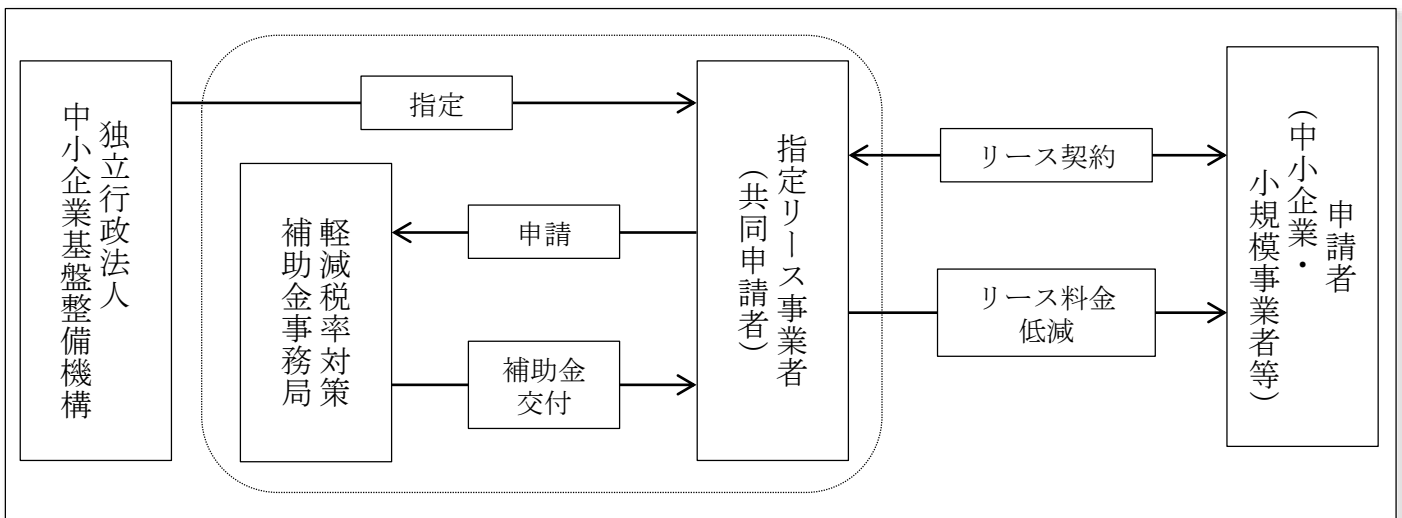 独立行政法人
中小企業基盤整備機構
指定
軽減税率対策
補助金事務局
申請
補助金
交付
指定リース事業者
（共同申請者）
リース契約
リース料金
低減
申請者
（中小企業・
小規模事業者等）